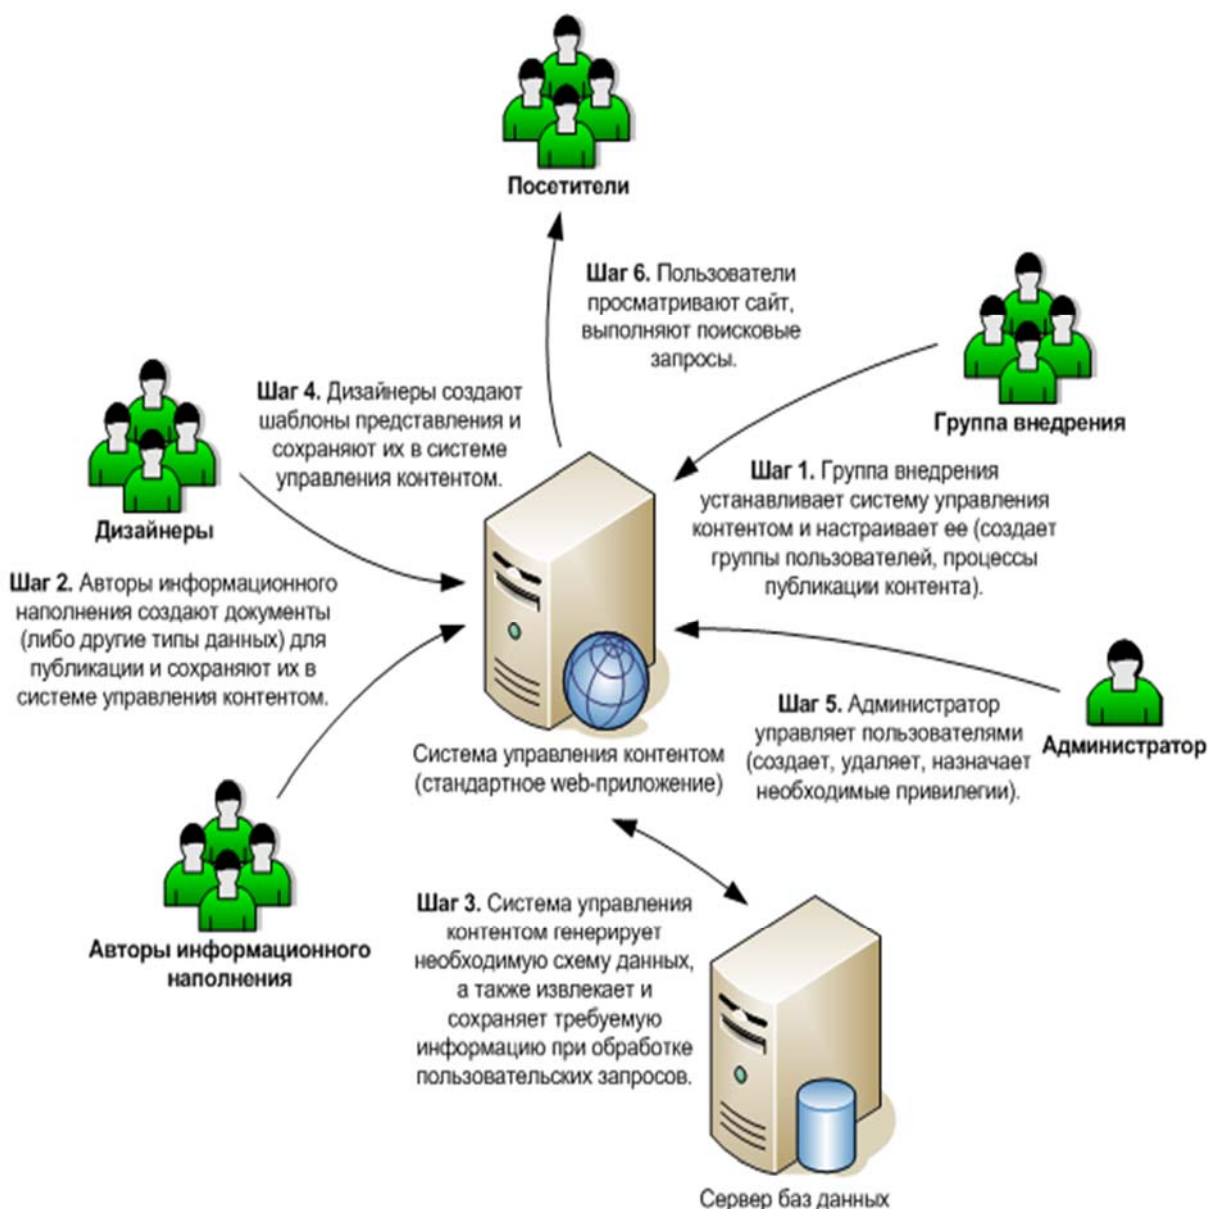 Посетители
Шаг 6. Пользователи
просматривают сайт,
выполняют поисковые
запросы.
Группа внедрения
Шаг 4. Дизайнеры создают
шаблоны представления и
сохраняют их в системе
управления контентом.
Дизайнеры
Шаг 1. Группа внедрения
устанавливает систему управления
контентом и настраивает ее (создает
группы пользователей, процессы
публикации контента).
Шаг 2. Авторы информационного
наполнения создают документы
(либо другие типы данных) для
публикации и сохраняют их в
системе управления контентом.
Шаг 5. Администратор
управляет пользователями
(создает, удаляет, назначает
необходимые привилегии).
Администратор
Система управления контентом
(стандартное web-приложение)
Авторы информационного
наполнения
Шаг 3. Система управления
контентом генерирует
необходимую схему данных,
а также извлекает и
сохраняет требуемую
информацию при обработке
пользовательских запросов.
Сервер баз данных